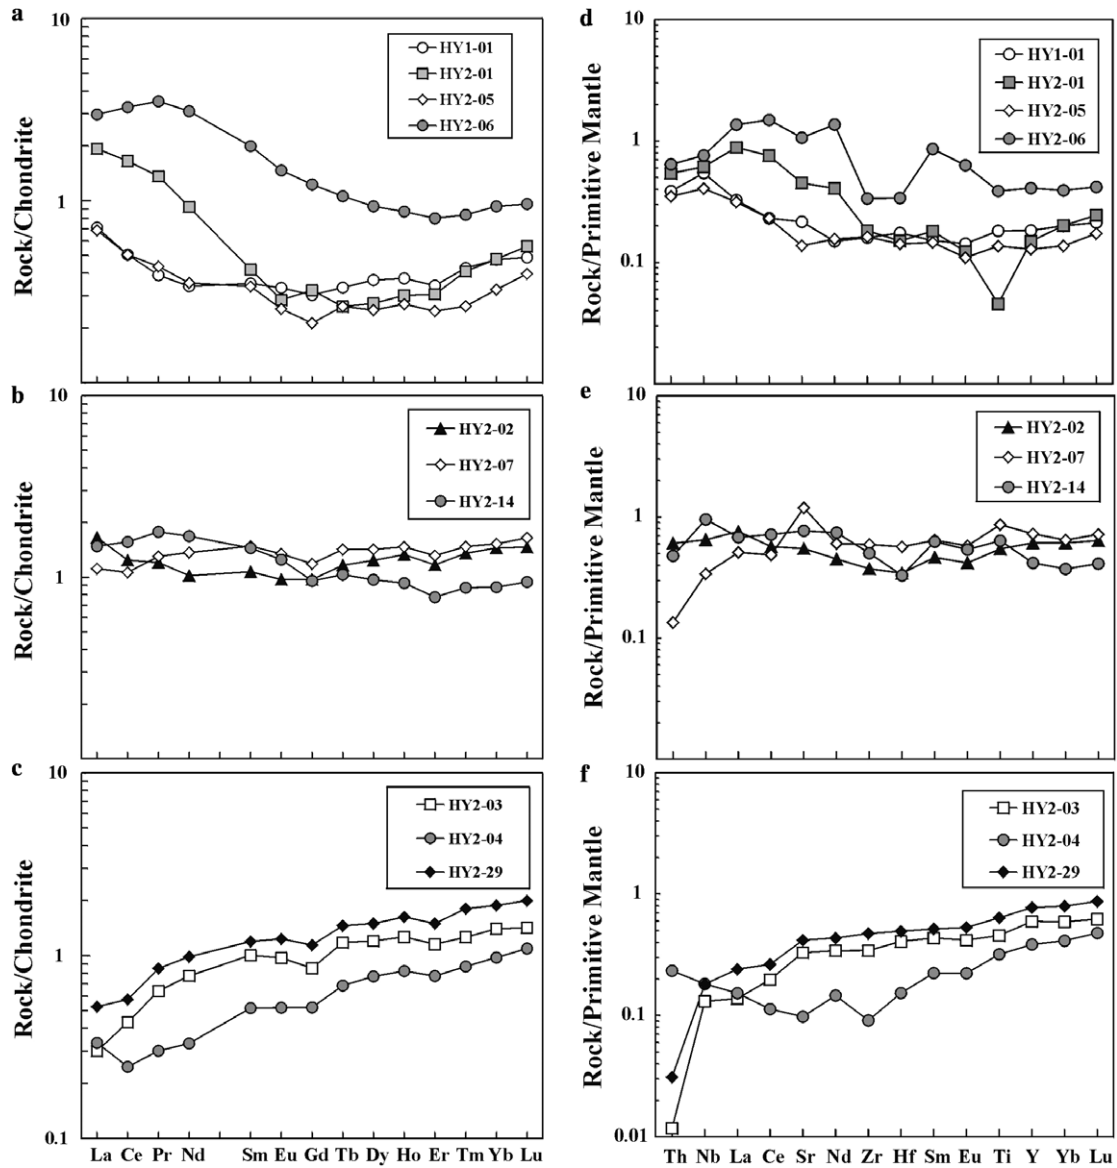 a
10
1
Rock/Chondrite
HY1-01
HY2-01
HY2-05
HY2-06
d
10
1
0.1
Rock/Primitive Mantle
HY1-01
HY2-01
HY2-05
HY2-06
b
10
1
Rock/Chondrite
HY2-02
HY2-07
HY2-14
e
10
1
0.1
Rock/Primitive Mantle
HY2-02
HY2-07
HY2-14
c
10
1
0.1
Rock/Chondrite
HY2-03
HY2-04
HY2-29
La Ce Pr Nd Sm Eu Gd Tb Dy Ho Er Tm Yb Lu
f
10
1
0.1
0.01
Rock/Primitive Mantle
HY2-03
HY2-04
HY2-29
Th Nb La Ce Sr Nd Zr Hf Sm Eu Ti Y Yb Lu